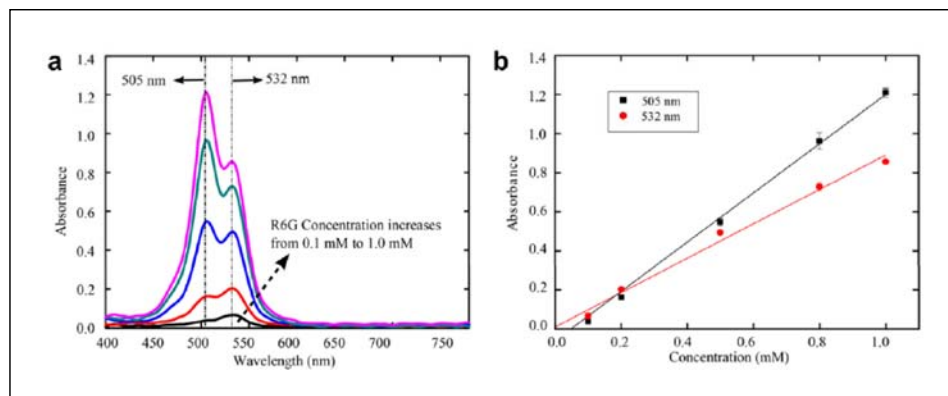 a
505 nm
532 nm
R6G Concentration increases
from 0.1 mM to 1.0 mM
Absorbance
1.4
1.2
1.0
0.8
0.6
0.4
0.2
0.0
400 450 500 550 600 650 700 750
Wavelength (nm)
b
505 nm
532 nm
Absorbance
1.4
1.2
1.0
0.8
0.6
0.4
0.2
0.0
0.0 0.2 0.4 0.6 0.8 1.0
Concentration (mM)